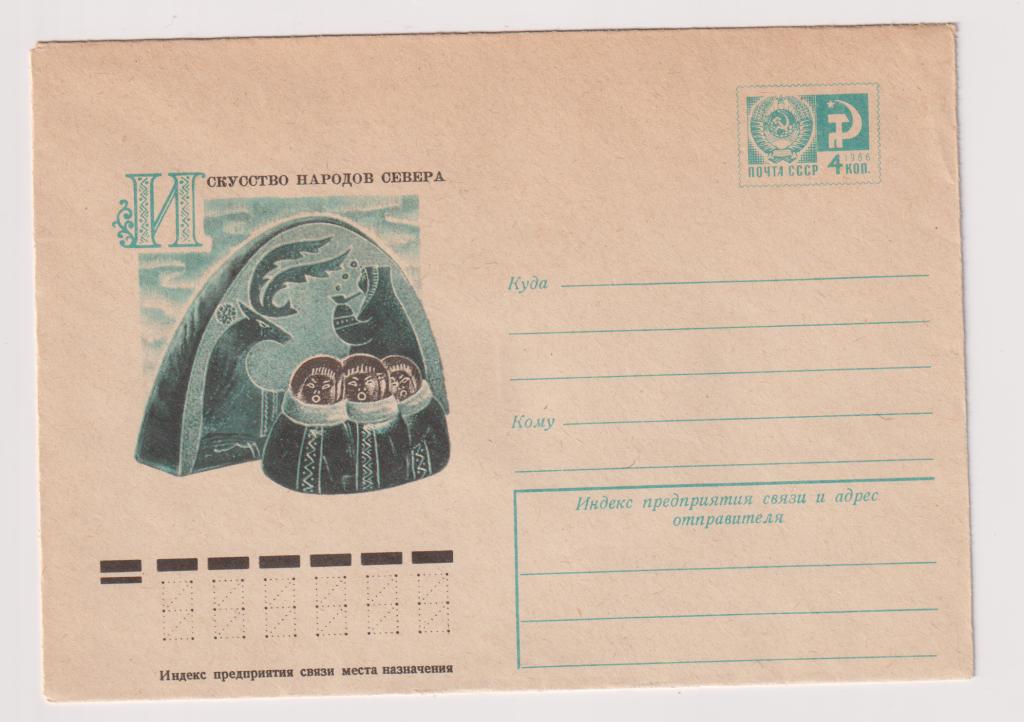 ИСКУССТВО НАРОДОВ СЕВЕРА
1966
ПОЧТА СССР 4 КОП.
Куда
Кому
Индекс предприятия связи и адрес
отправителя
Индекс предприятия связи места назначения